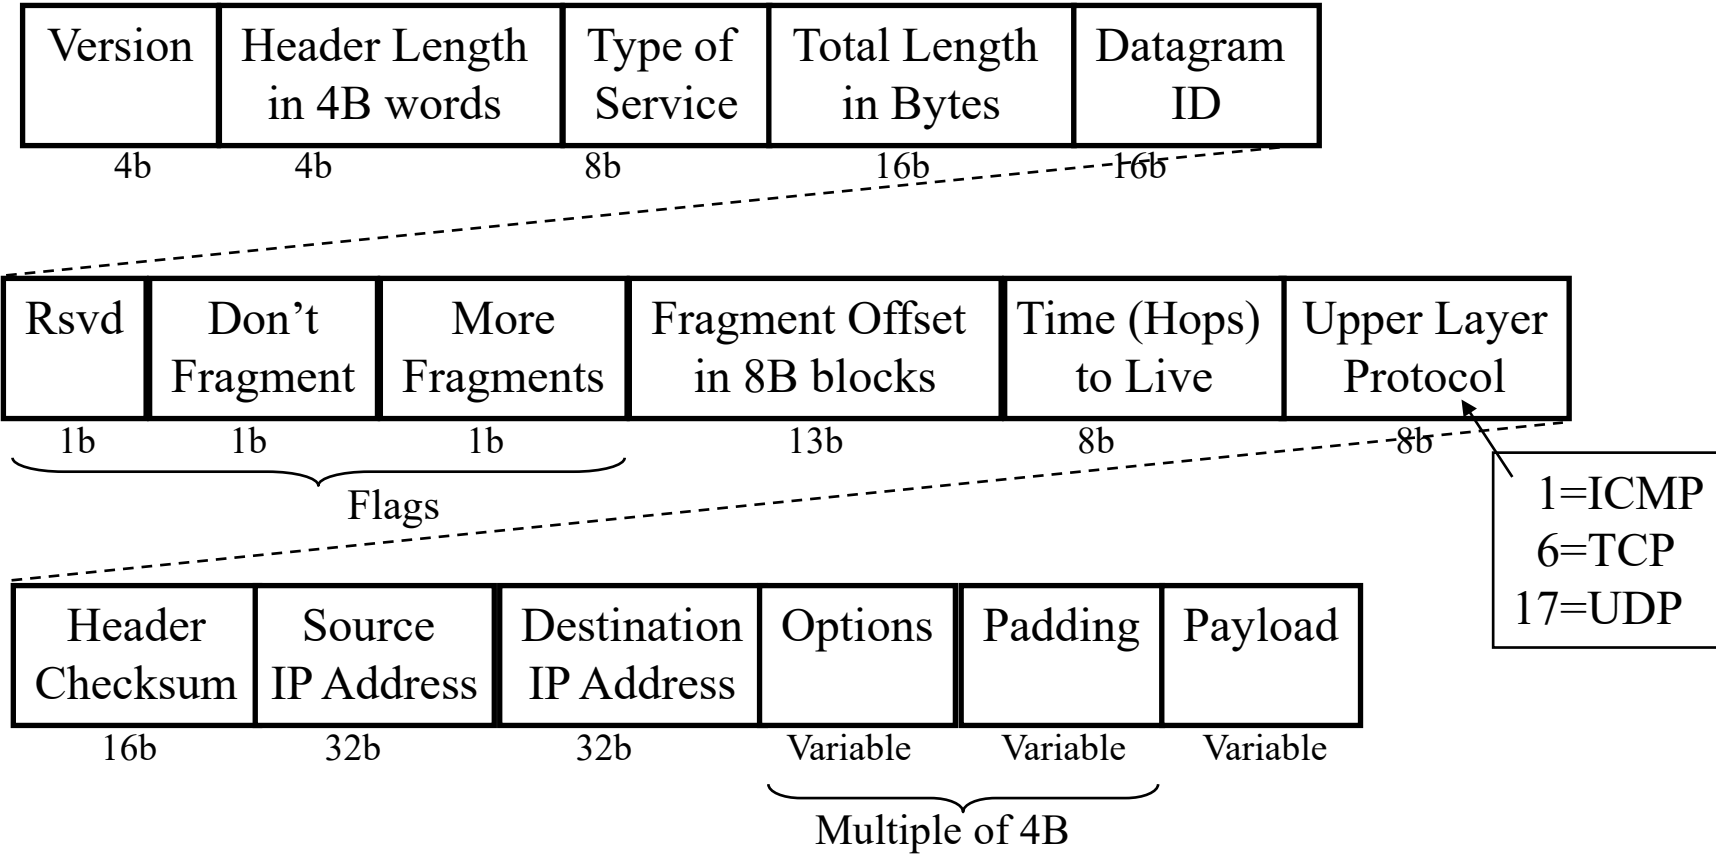 Version Header Length Type of Total Length Datagram
in 4B words Service in Bytes ID
4b 4b 8b 16b 16b
Rsvd Don’t More Fragment Offset Time (Hops) Upper Layer
Fragment Fragments in 8B blocks to Live Protocol
1b 1b 1b 13b 8b 8b
Flags
1=ICMP
6=TCP
17=UDP
Header Source Destination Options Padding Payload
Checksum IP Address IP Address
16b 32b 32b Variable Variable Variable
Multiple of 4B